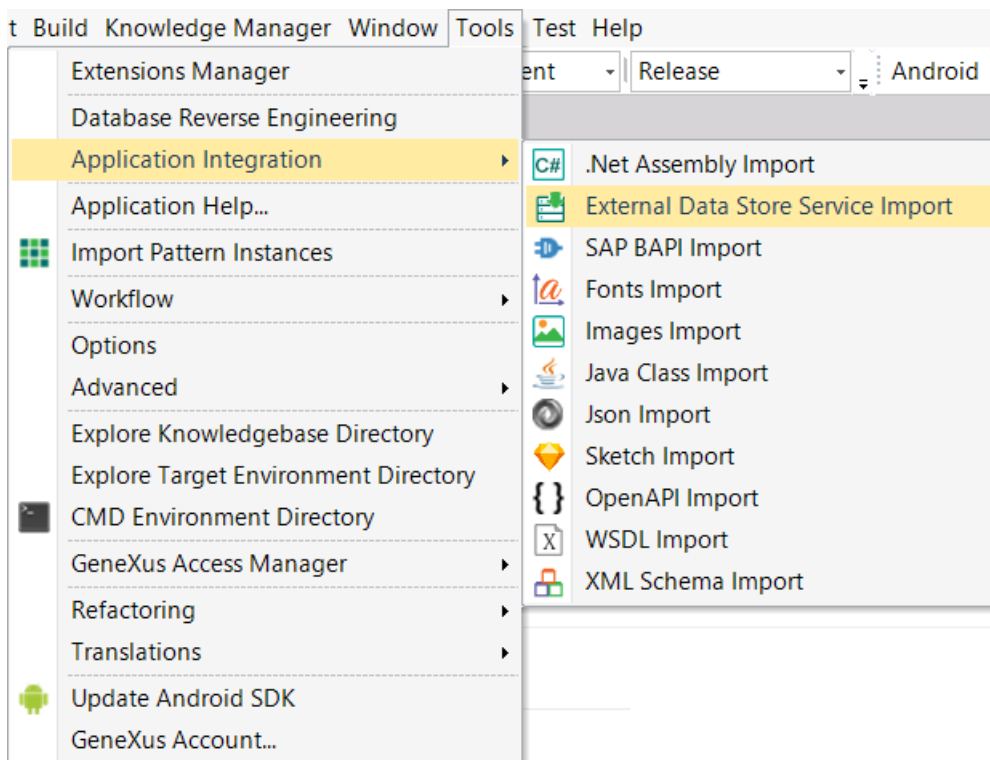 t Build Knowledge Manager Window Tools Test Help
ent Release Android
Extensions Manager
Database Reverse Engineering
Application Integration
Application Help...
Import Pattern Instances
Workflow
Options
Advanced
Explore Knowledgebase Directory
Explore Target Environment Directory
CMD Environment Directory
GeneXus Access Manager
Refactoring
Translations
Update Android SDK
GeneXus Account...
C# .Net Assembly Import
External Data Store Service Import
SAP BAPI Import
a Fonts Import
Images Import
Java Class Import
Json Import
Sketch Import
{ } OpenAPI Import
X WSDL Import
XML Schema Import